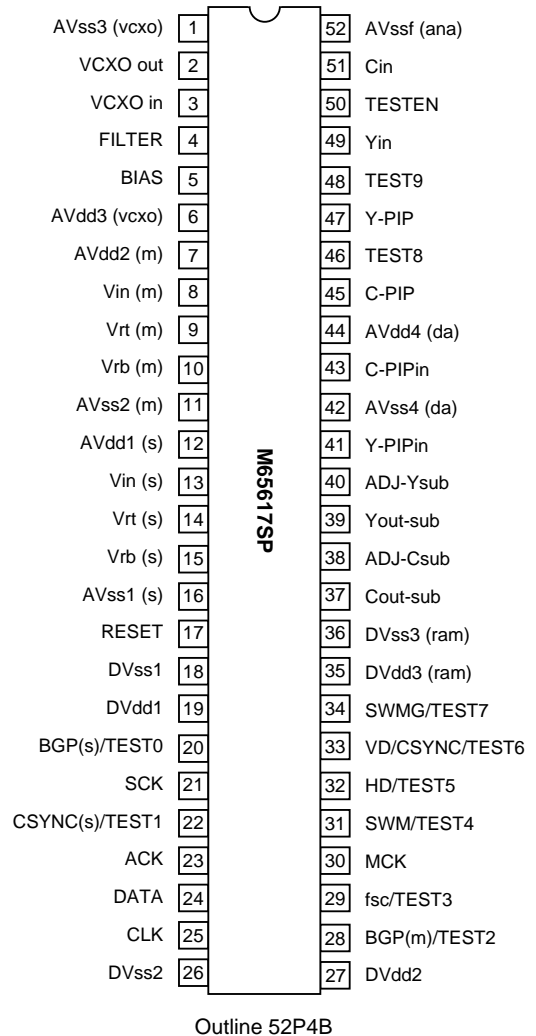 AVss3 (vcxo) 1 52 AVssf (ana)
VCXO out 2 51 Cin
VCXO in 3 50 TESTEN
FILTER 4 49 Yin
BIAS 5 48 TEST9
AVdd3 (vcxo) 6 47 Y-PIP
AVdd2 (m) 7 46 TEST8
Vin (m) 8 45 C-PIP
Vrt (m) 9 44 AVdd4 (da)
Vrb (m) 10 43 C-PIPin
AVss2 (m) 11 42 AVss4 (da)
AVdd1 (s) 12 41 Y-PIPin
Vin (s) 13 40 ADJ-Ysub
Vrt (s) 14 39 Yout-sub
Vrb (s) 15 38 ADJ-Csub
AVss1 (s) 16 37 Cout-sub
RESET 17 36 DVss3 (ram)
DVss1 18 35 DVdd3 (ram)
DVdd1 19 34 SWMG/TEST7
BGP(s)/TEST0 20 33 VD/CSYNC/TEST6
SCK 21 32 HD/TEST5
CSYNC(s)/TEST1 22 31 SWM/TEST4
ACK 23 30 MCK
DATA 24 29 fsc/TEST3
CLK 25 28 BGP(m)/TEST2
DVss2 26 27 DVdd2
M65617SP
Outline 52P4B